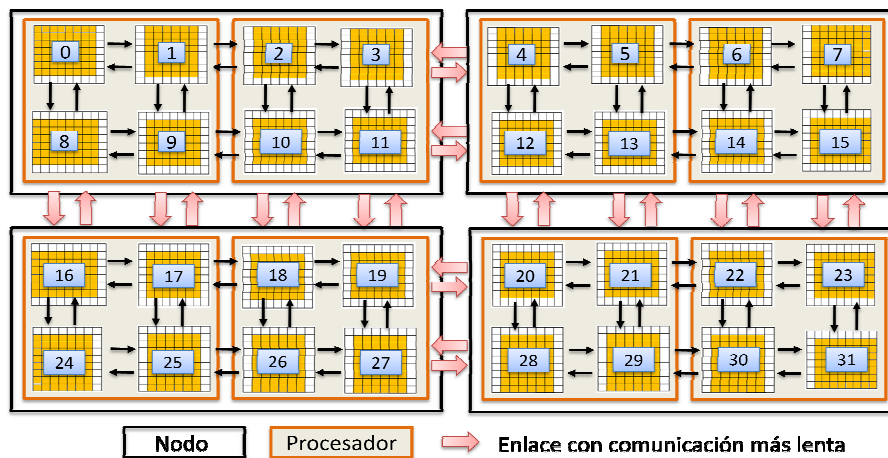 0 1 2 3 4 5 6 7
8 9 10 11 12 13 14 15
16 17 18 19 20 21 22 23
24 25 26 27 28 29 30 31
Nodo Procesador Enlace con comunicación más lenta